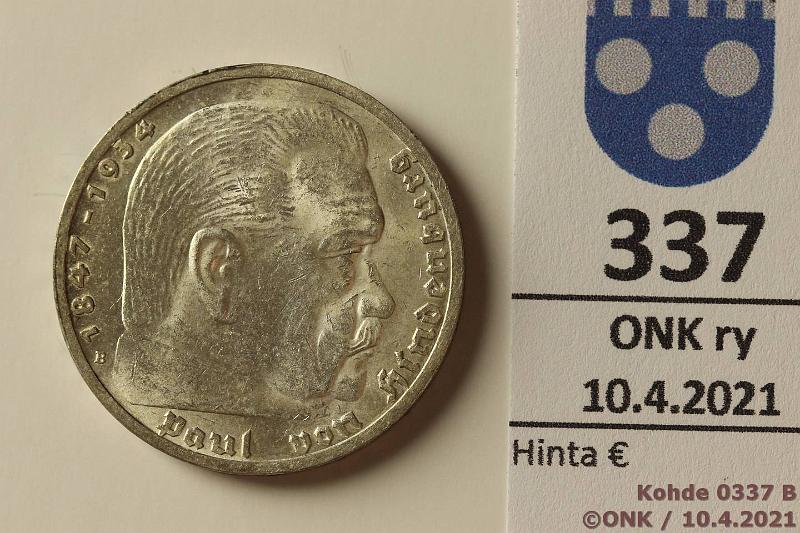 1847-1934
Paul von Hindenburg
B
337
ONK ry
10.4.2021
Hinta €
Kohde 0337 B
©ONK / 10.4.2021